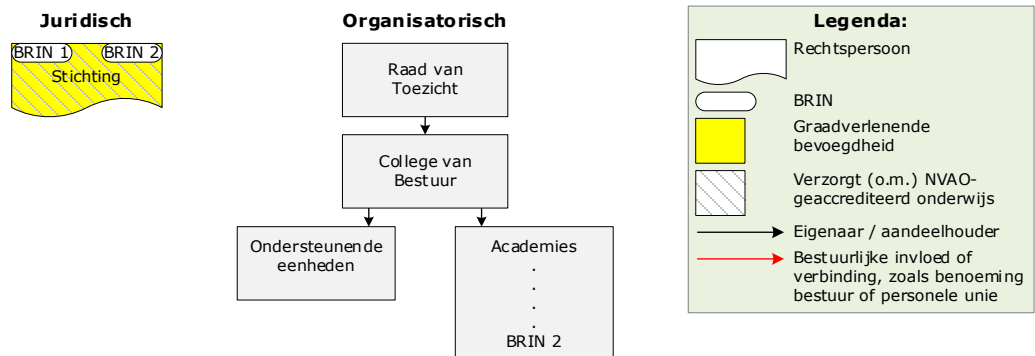 Juridisch
BRIN 1 BRIN 2
Stichting
Organisatorisch
Raad van
Toezicht
College van
Bestuur
Ondersteunende
eenheden
Academies
.
.
.
.
BRIN 2
Legenda:
Rechtspersoon
BRIN
Graadverlenende
bevoegdheid
Verzorgt (o.m.) NVAO-
geaccrediteerd onderwijs
Eigenaar / aandeelhouder
Bestuurlijke invloed of
verbinding, zoals benoeming
bestuur of personele unie